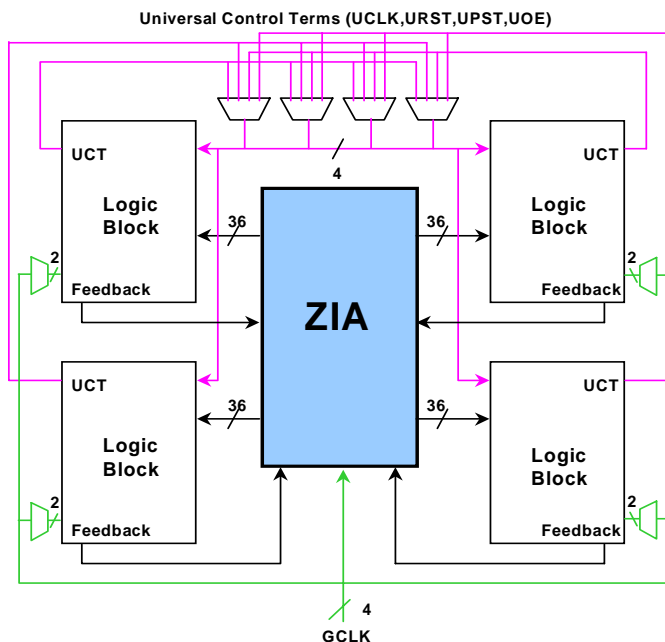 Universal Control Terms (UCLK,URST,UPST,UOE)
UCT
UCT
4
Logic
Block
36
36
Logic
Block
2
2
Feedback
Feedback
ZIA
UCT
UCT
36
36
Logic
Block
Logic
Block
2
2
Feedback
Feedback
4
GCLK